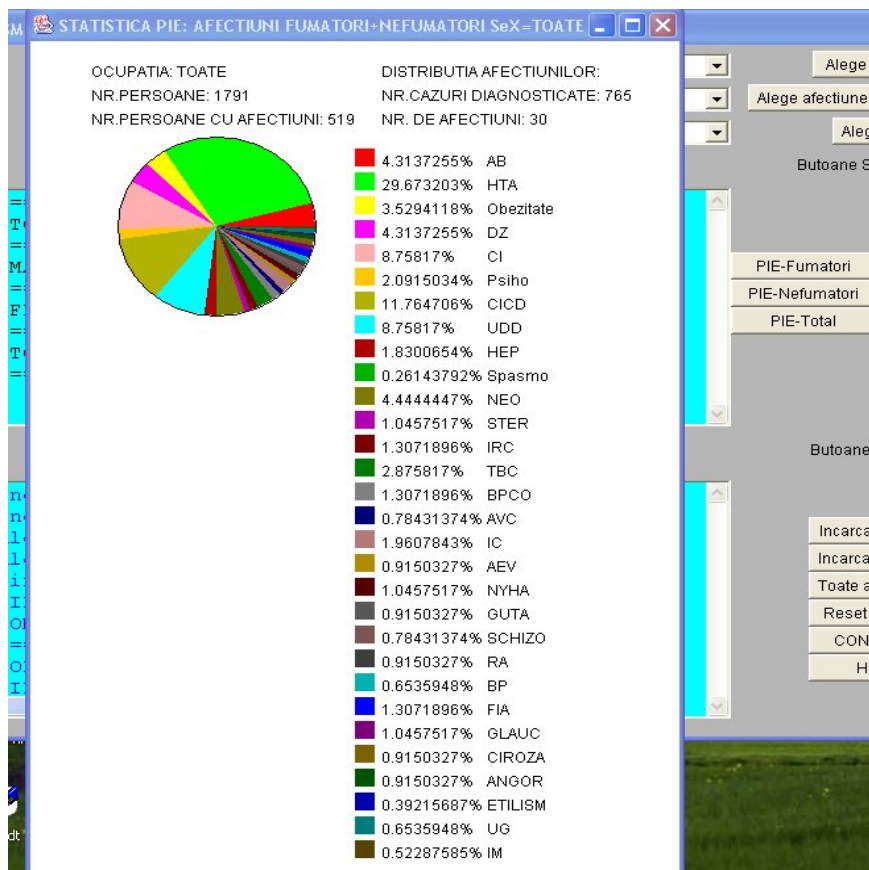 STATISTICA PIE: AFECTIUNI FUMATORI+NEFUMATORI SeX=TOATE
OCUPATIA: TOATE
NR.PERSOANE: 1791
NR.PERSOANE CU AFECTIUNI: 519
DISTRIBUTIA AFECTIUNILOR:
NR.CAZURI DIAGNOSTICATE: 765
NR. DE AFECTIUNI: 30
4.3137255% AB
29.673203% HTA
3.5294118% Obezitate
4.3137255% DZ
8.75817% CI
2.0915034% Psiho
11.764706% CICD
8.75817% UDD
1.8300654% HEP
0.26143792% Spasmo
4.4444447% NEO
1.0457517% STER
1.3071896% IRC
2.875817% TBC
1.3071896% BPCO
0.78431374% AVC
1.9607843% IC
0.9150327% AEV
1.0457517% NYHA
0.9150327% GUTA
0.78431374% SCHIZO
0.9150327% RA
0.6535948% BP
1.3071896% FIA
1.0457517% GLAUC
0.9150327% CIROZA
0.9150327% ANGOR
0.39215687% ETILISM
0.6535948% UG
0.52287585% IM
Alege
Alege afectiune
Aleg
Butoane S
PIE-Fumatori
PIE-Nefumatori
PIE-Total
Butoane
Incarca
Incarca
Toate a
Reset
CON
H